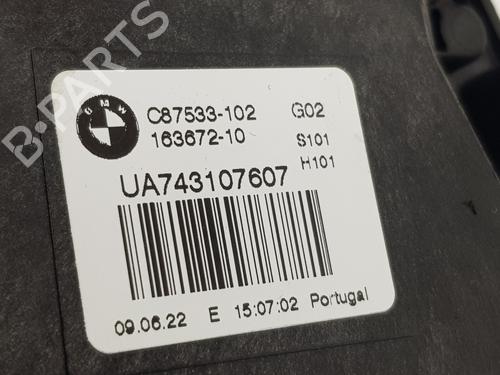 B-PARTS
BMW
C87533-102 G02
163672-10 S101
H101
UA743107607
09.06.22 E 15:07:02 Portugal